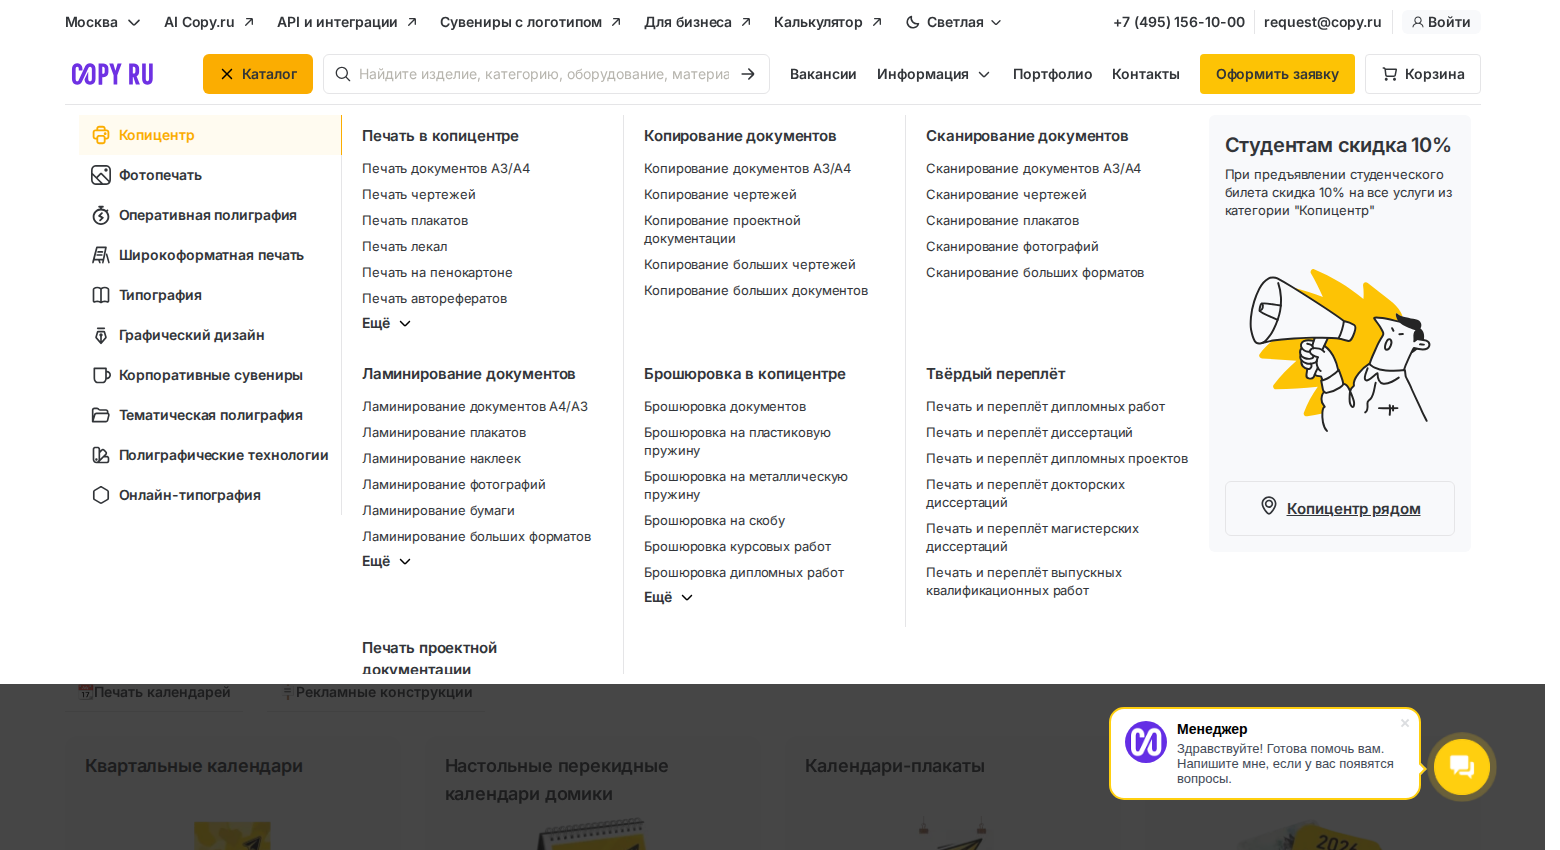 Москва
AI Copy.ru
API и интеграции
Сувениры с логотипом
Для бизнеса
Калькулятор
Светлая
+7 (495) 156-10-00
request@copy.ru
Войти
COPY RU
Каталог
Найдите изделие, категорию, оборудование, материа
Вакансии
Информация
Портфолио
Контакты
Оформить заявку
Корзина
Копицентр
Фотопечать
Оперативная полиграфия
Широкоформатная печать
Типография
Графический дизайн
Корпоративные сувениры
Тематическая полиграфия
Полиграфические технологии
Онлайн-типография
Печать в копицентре
Печать документов А3/А4
Печать чертежей
Печать плакатов
Печать лекал
Печать на пенокартоне
Печать авторефератов
Ещё
Копирование документов
Копирование документов А3/А4
Копирование чертежей
Копирование проектной
документации
Копирование больших чертежей
Копирование больших документов
Сканирование документов
Сканирование документов А3/А4
Сканирование чертежей
Сканирование плакатов
Сканирование фотографий
Сканирование больших форматов
Ламинирование документов
Ламинирование документов А4/А3
Ламинирование плакатов
Ламинирование наклеек
Ламинирование фотографий
Ламинирование бумаги
Ламинирование больших форматов
Ещё
Брошюровка в копицентре
Брошюровка документов
Брошюровка на пластиковую
пружину
Брошюровка на металлическую
пружину
Брошюровка на скобу
Брошюровка курсовых работ
Брошюровка дипломных работ
Ещё
Твёрдый переплёт
Печать и переплёт дипломных работ
Печать и переплёт диссертаций
Печать и переплёт дипломных проектов
Печать и переплёт докторских
диссертаций
Печать и переплёт магистерских
диссертаций
Печать и переплёт выпускных
квалификационных работ
Печать проектной
документации
Студентам скидка 10%
При предъявлении студенческого
билета скидка 10% на все услуги из
категории "Копицентр"
Копицентр рядом
Печать календарей
Рекламные конструкции
Квартальные календари
Настольные перекидные
календари домики
Календари-плакаты
2026
Менеджер
Здравствуйте! Готова помочь вам.
Напишите мне, если у вас появятся
вопросы.